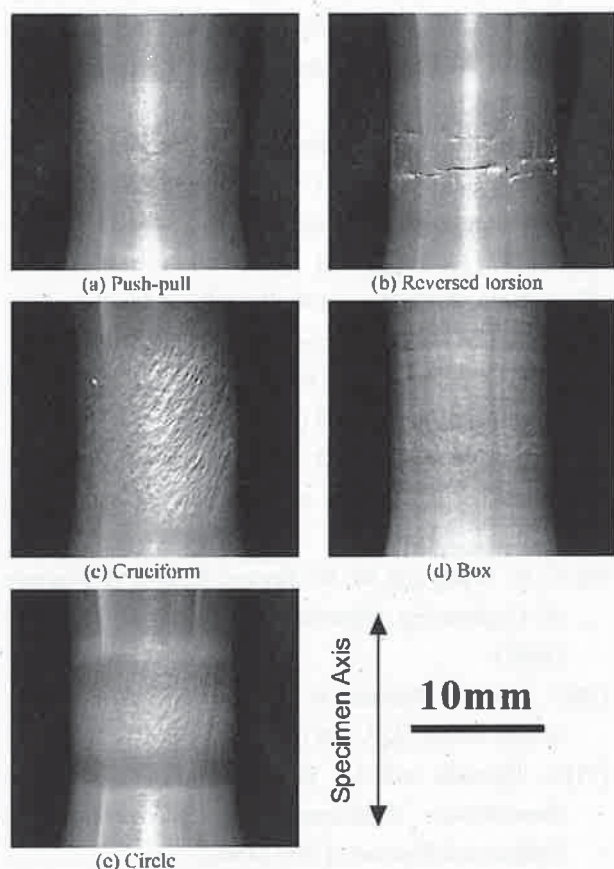 (a) Push-pull
(b) Reversed torsion
(c) Cruciform
(d) Box
(e) Circle
Specimen Axis
10mm